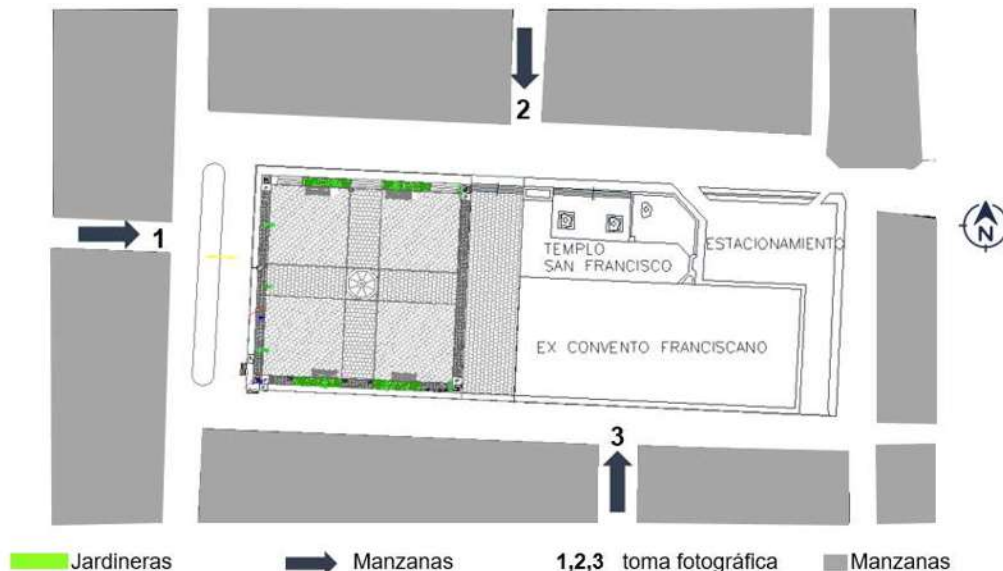 2
1
N
TEMPLO
SAN FRANCISCO
ESTACIONAMIENTO
EX CONVENTO FRANCISCANO
3
Jardineras
Manzanas
1,2,3 toma fotográfica
Manzanas